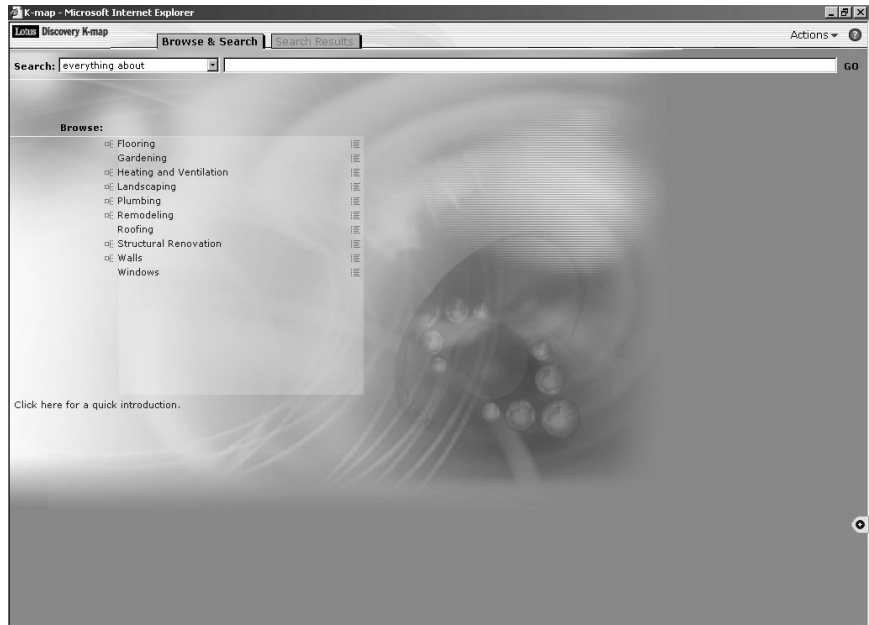 K-map - Microsoft Internet Explorer
Lotus Discovery K-map
Browse & Search Search Results Actions
Search: everything about GO
Browse:
Flooring
Gardening
Heating and Ventilation
Landscaping
Plumbing
Remodeling
Roofing
Structural Renovation
Walls
Windows
Click here for a quick introduction.